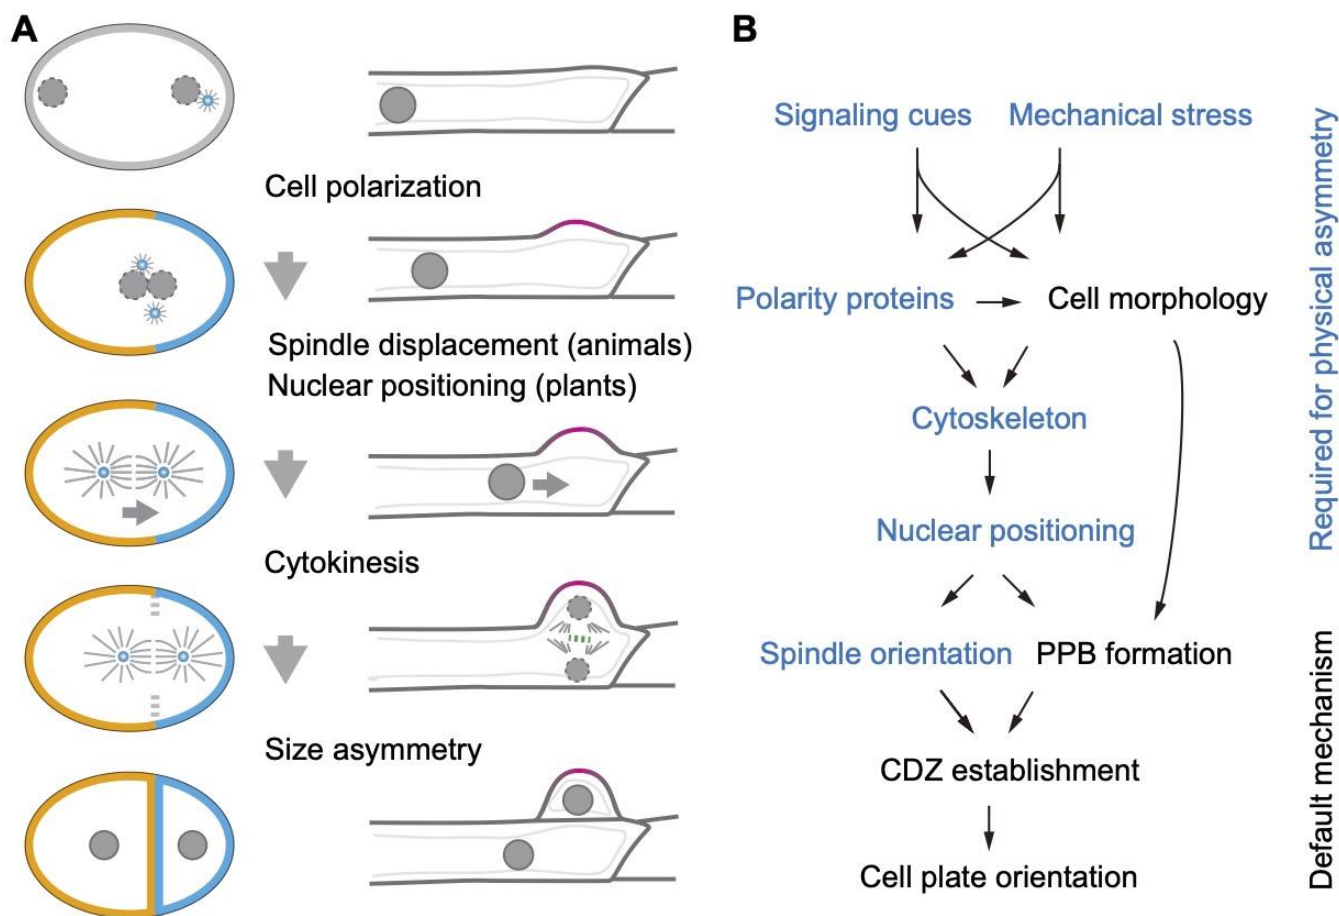 A
Cell polarization
Spindle displacement (animals)
Nuclear positioning (plants)
Cytokinesis
Size asymmetry
B
Signaling cues
Mechanical stress
Polarity proteins
Cell morphology
Cytoskeleton
Nuclear positioning
Spindle orientation
PPB formation
CDZ establishment
Cell plate orientation
Required for physical asymmetry
Default mechanism